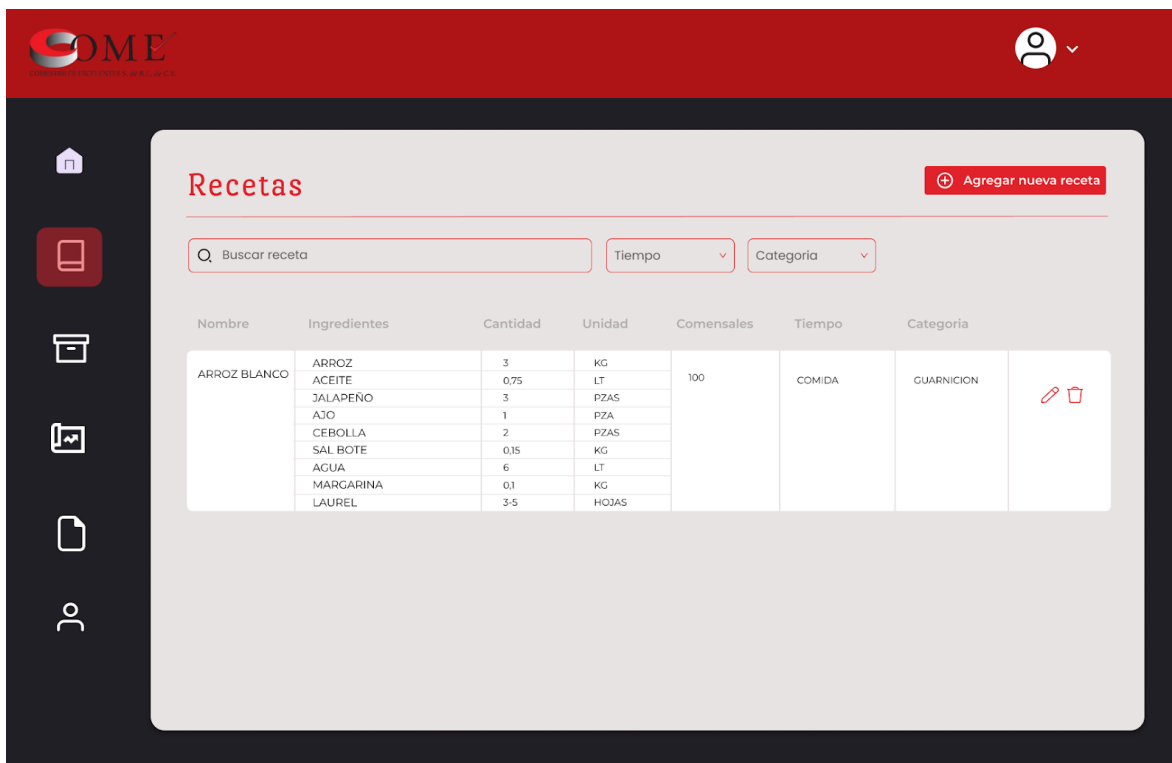 COMÉ
Recetas
Agregar nueva receta
Buscar receta
Tiempo
Categoria
Nombre Ingredientes Cantidad Unidad Comensales Tiempo Categoria
ARROZ BLANCO ARROZ 3 KG 100 COMIDA GUARNICION
ACEITE 0,75 LT
JALAPEÑO 3 PZAS
AJO 1 PZA
CEBOLLA 2 PZAS
SAL BOTE 0,15 KG
AGUA 6 LT
MARGARINA 0,1 KG
LAUREL 3-5 HOJAS